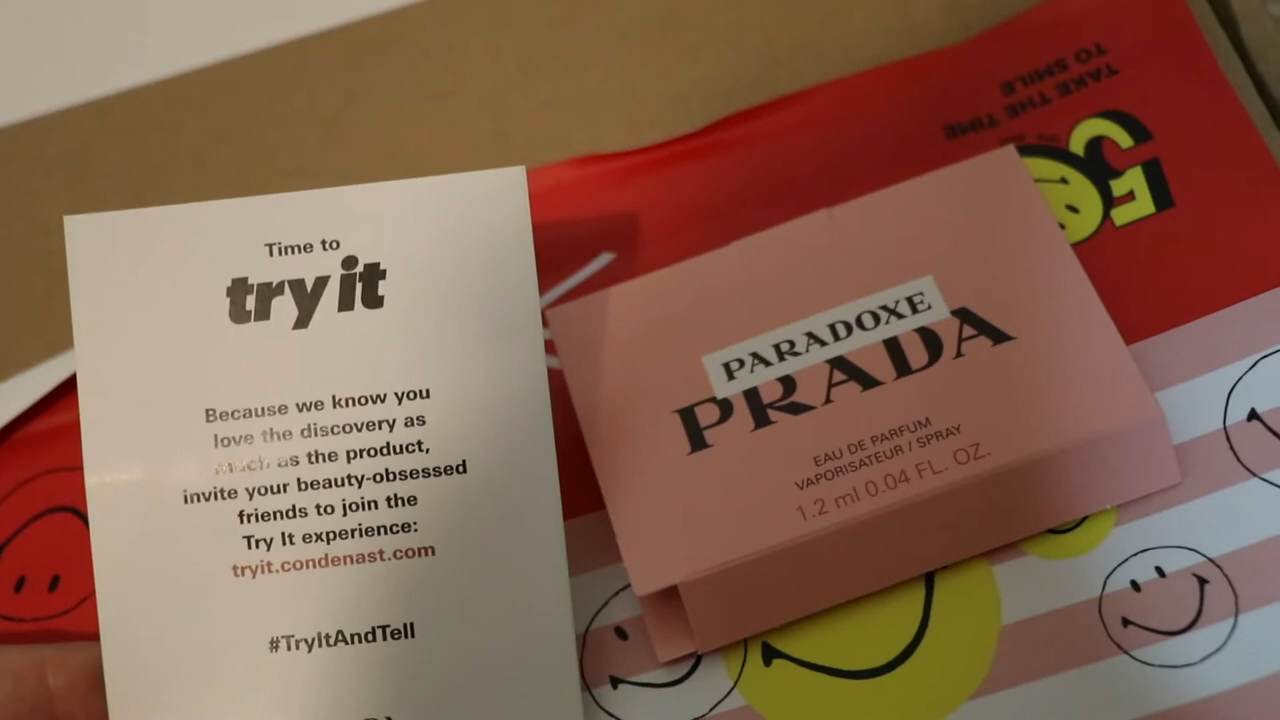 Time to
try it
Because we know you
love the discovery as
much as the product,
invite your beauty-obsessed
friends to join the
Try It experience:
tryit.condenast.com
#TryItAndTell
PARADOXE
PRADA
EAU DE PARFUM
VAPORISATEUR / SPRAY
1.2 ml 0.04 FL. OZ.
TAKE THE TIME
TO SMILE